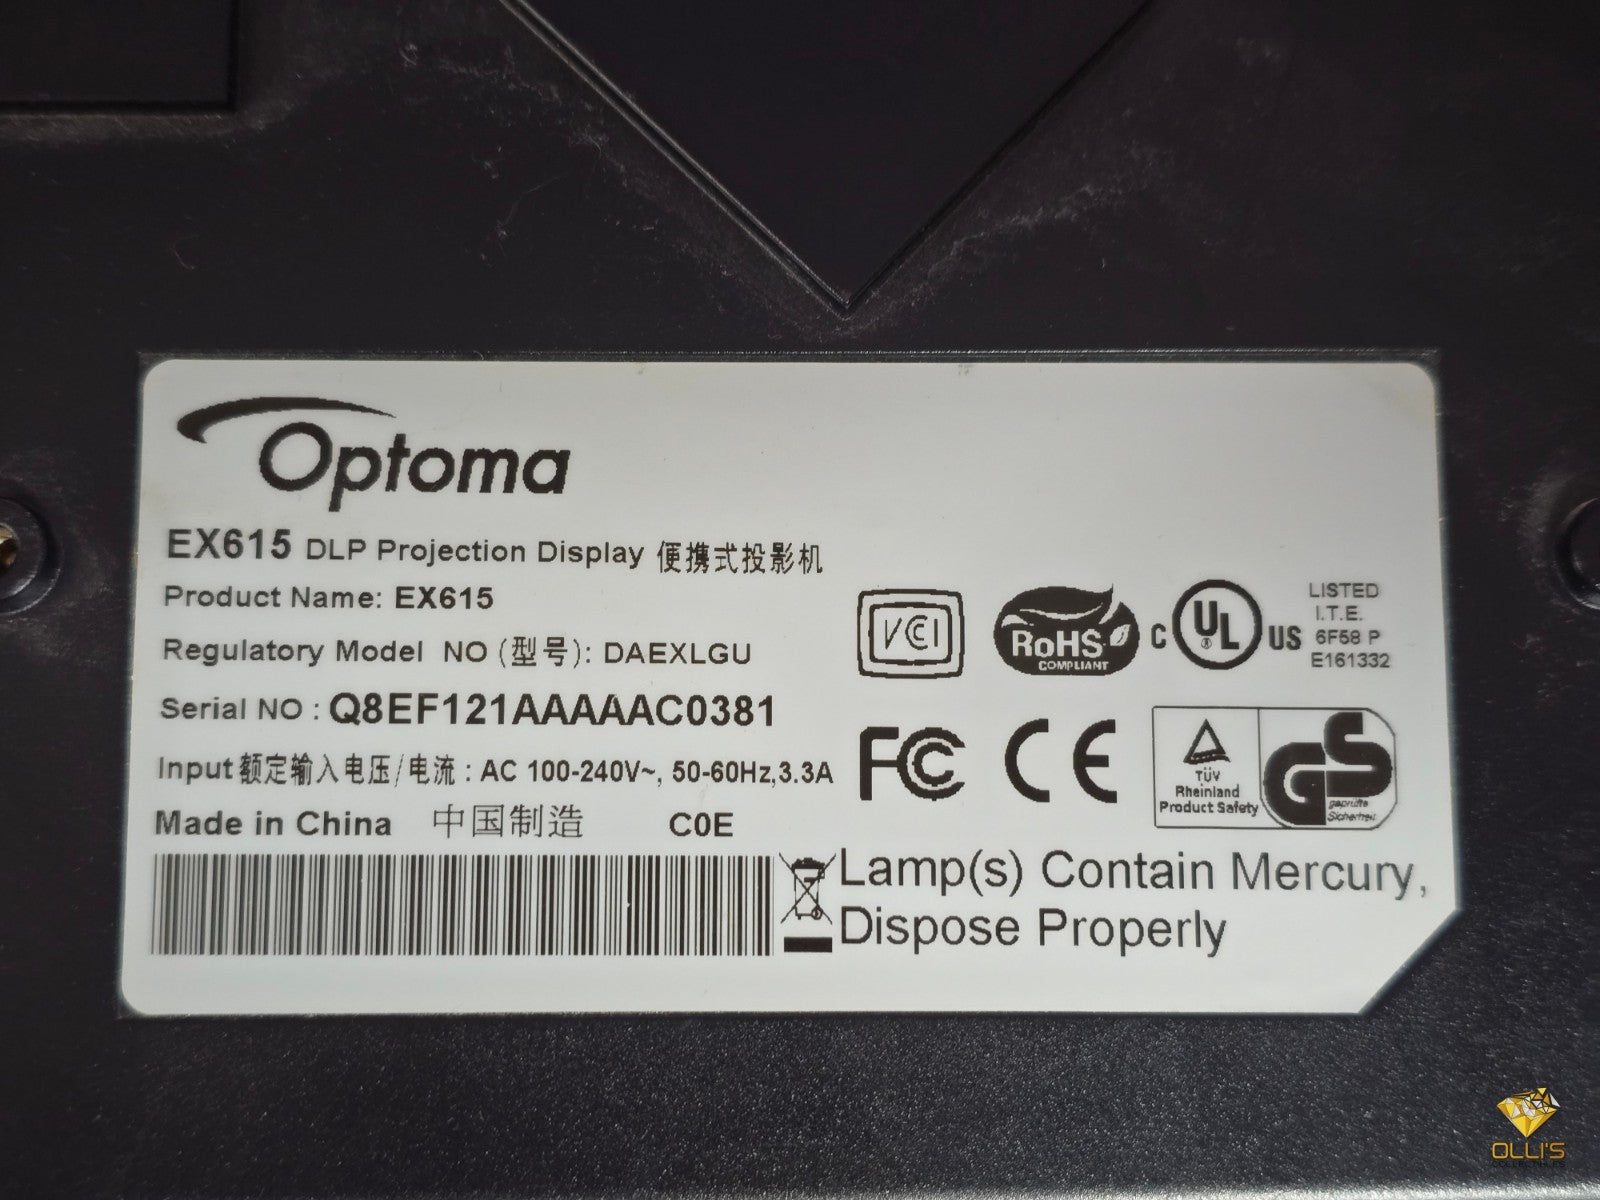 Optoma
EX615 DLP Projection Display 便携式投影机
Product Name: EX615
Regulatory Model NO (型号): DAEXLGU
Serial NO : Q8EF121AAAAAAC0381
Input 额定输入电压/电流 : AC 100-240V~, 50-60Hz,3.3A
Made in China 中国制造 C0E
VCCI
RoHS
COMPLIANT
C UL ® US
LISTED
I.T.E.
6F58 P
E161332
FC CE
TÜV
Rheinland
Product Safety
GS
geprüfte
Sicherheit
Lamp(s) Contain Mercury,
Dispose Properly
OLLI'S
COLLECTIBLES